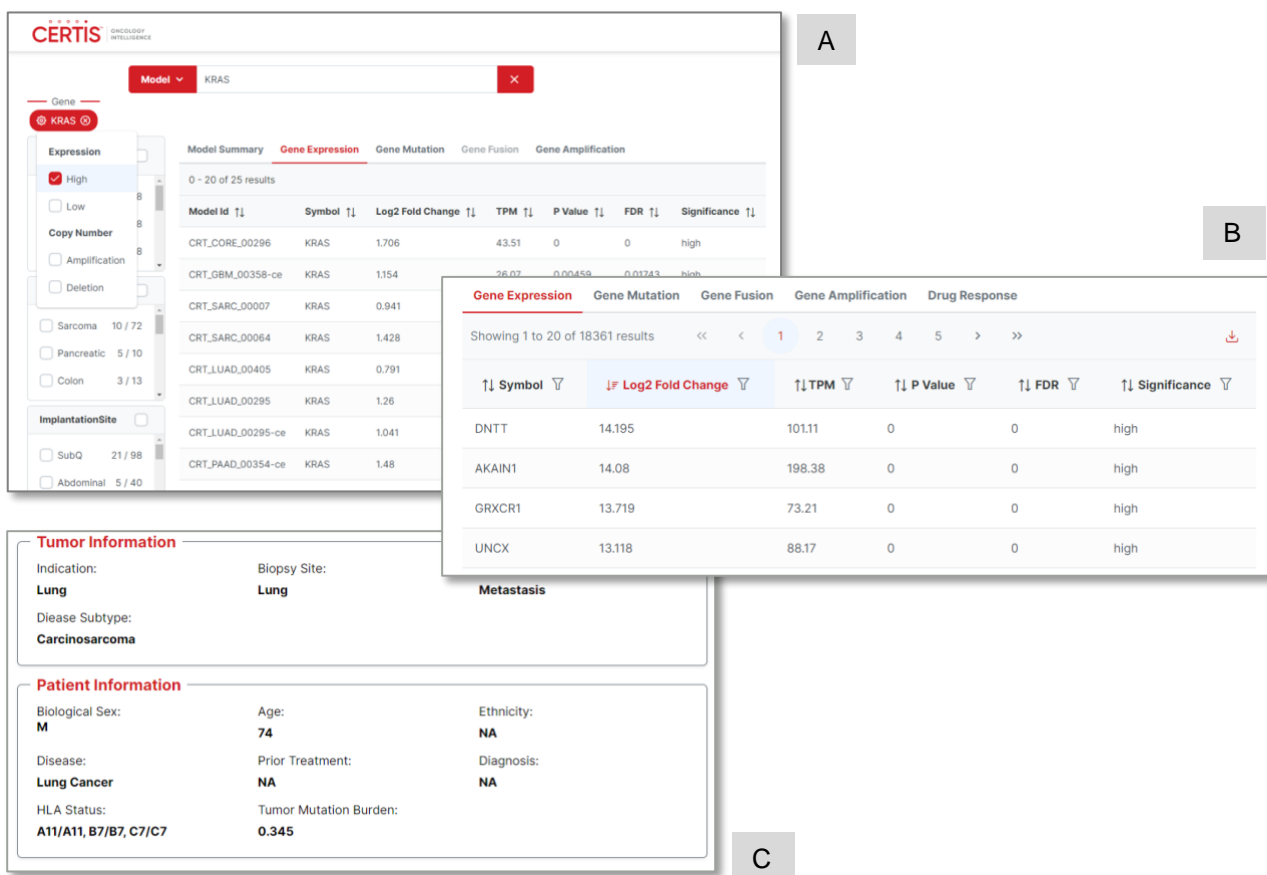 CERTIS ONCOLOGY INTELLIGENCE
A
Model KRAS
Gene
KRAS
Expression
High
Low
Copy Number
Amplification
Deletion
8
8
8
Sarcoma 10 / 72
Pancreatic 5 / 10
Colon 3 / 13
ImplantationSite
SubQ 21 / 98
Abdominal 5 / 40
Model Summary Gene Expression Gene Mutation Gene Fusion Gene Amplification
0 - 20 of 25 results
Model Id ↑↓ Symbol ↑↓ Log2 Fold Change ↑↓ TPM ↑↓ P Value ↑↓ FDR ↑↓ Significance ↑↓
CRT_CORE_00296 KRAS 1.706 43.51 0 0 high
CRT_GBM_00358-ce KRAS 1.154 26.07 0.00459 0.01743 high
CRT_SARC_00007 KRAS 0.941
CRT_SARC_00064 KRAS 1.428
CRT_LUAD_00405 KRAS 0.791
CRT_LUAD_00295 KRAS 1.26
CRT_LUAD_00295-ce KRAS 1.041
CRT_PAAD_00354-ce KRAS 1.48
B
Gene Expression Gene Mutation Gene Fusion Gene Amplification Drug Response
Showing 1 to 20 of 18361 results << < 1 2 3 4 5 > >>
↑↓ Symbol Log2 Fold Change ↑↓ TPM ↑↓ P Value ↑↓ FDR ↑↓ Significance
DNTT 14.195 101.11 0 0 high
AKAIN1 14.08 198.38 0 0 high
GRXCR1 13.719 73.21 0 0 high
UNCX 13.118 88.17 0 0 high
Tumor Information
Indication: Biopsy Site:
Lung Lung Metastasis
Diease Subtype:
Carcinosarcoma
Patient Information
Biological Sex: Age: Ethnicity:
M 74 NA
Disease: Prior Treatment: Diagnosis:
Lung Cancer NA NA
HLA Status: Tumor Mutation Burden:
A11/A11, B7/B7, C7/C7 0.345
C